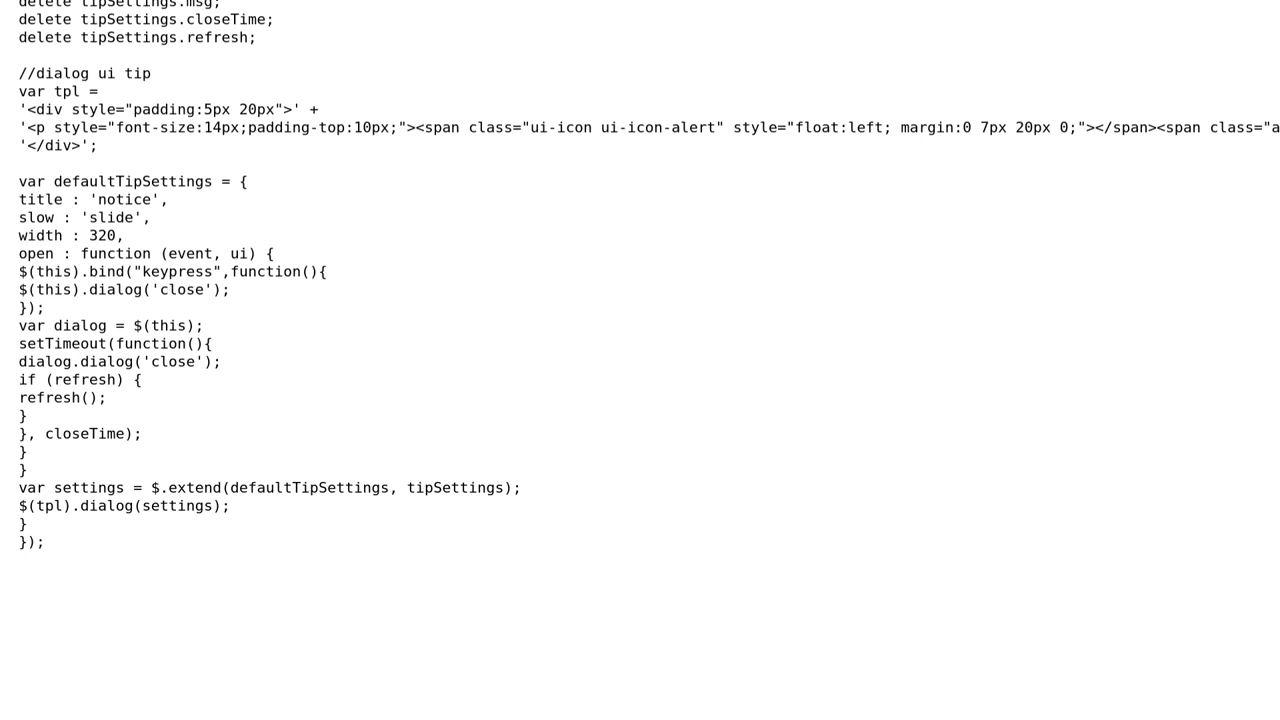 delete tipSettings.msg;
delete tipSettings.closeTime;
delete tipSettings.refresh;
//dialog ui tip
var tpl =
'<div style="padding:5px 20px">' +
'<p style="font-size:14px;padding-top:10px;"><span class="ui-icon ui-icon-alert" style="float:left; margin:0 7px 20px 0;"></span><span class="a
'</div>';
var defaultTipSettings = {
title : 'notice',
slow : 'slide',
width : 320,
open : function (event, ui) {
$(this).bind("keypress",function(){
$(this).dialog('close');
});
var dialog = $(this);
setTimeout(function(){
dialog.dialog('close');
if (refresh) {
refresh();
}
}, closeTime);
}
}
var settings = $.extend(defaultTipSettings, tipSettings);
$(tpl).dialog(settings);
}
});